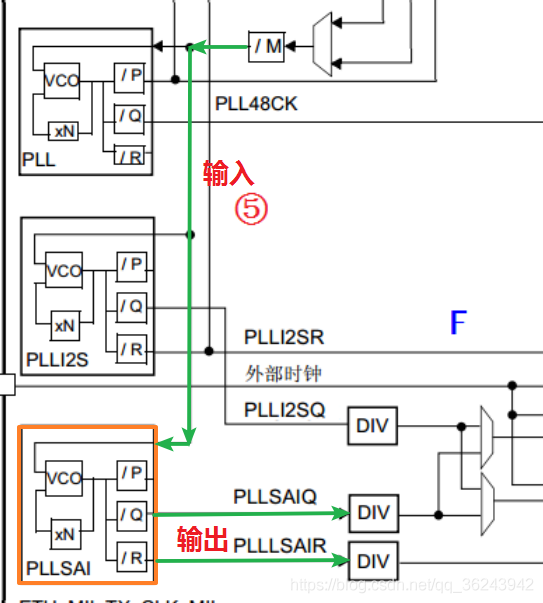 / M
VCO
/ P
PLL48CK
/ Q
xN
PLL
/ R
输入
⑤
VCO
/ P
/ Q
xN
F
PLLI2SR
/ R
PLLI2S
外部时钟
PLLI2SQ
DIV
VCO
/ P
PLLSAIQ
/ Q
DIV
xN
输出
PLLLSAIR
/ R
DIV
PLLSAI
https://blog.csdn.net/qq_36243942